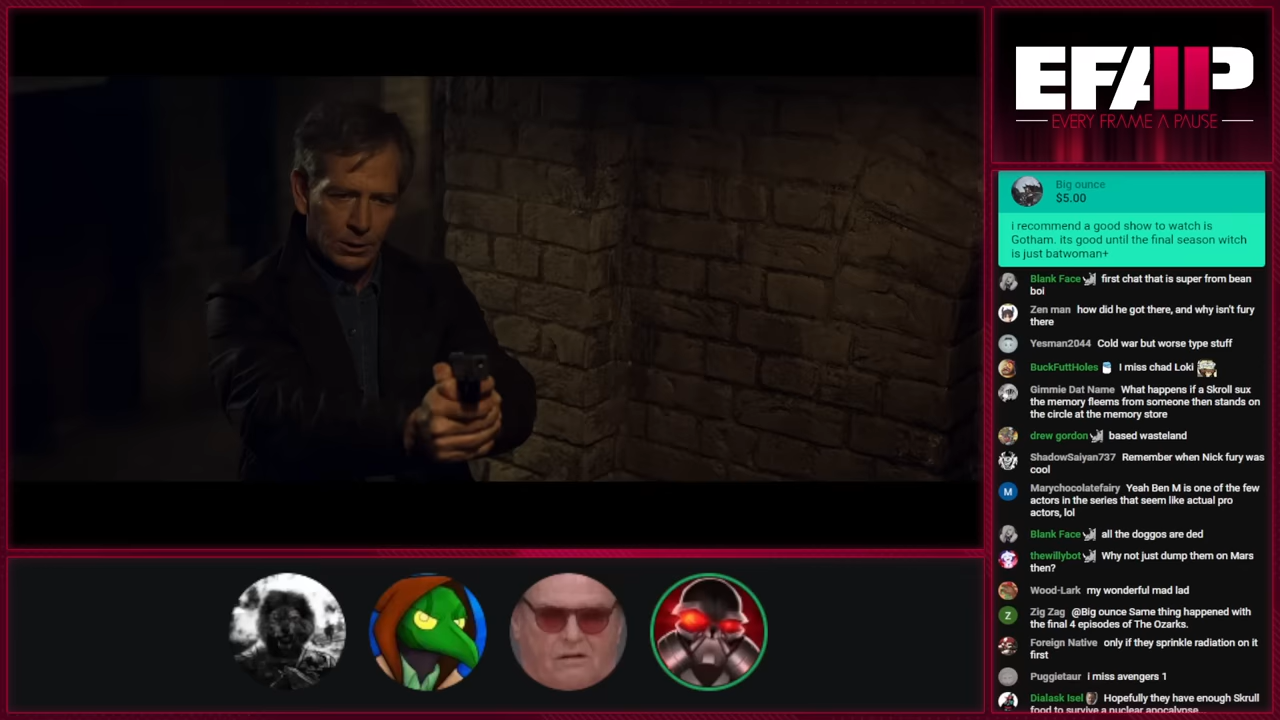 EFAP
EVERY FRAME A PAUSE
Big ounce
$5.00
i recommend a good show to watch is
Gotham. its good until the final season witch
is just batwoman+
Blank Face first chat that is super from bean
boi
Zen man how did he got there, and why isn't fury
there
Yesman2044 Cold war but worse type stuff
BuckFuttHoles I miss chad Loki
Gimmie Dat Name What happens if a Skroll sux
the memory fleems from someone then stands on
the circle at the memory store
drew gordon based wasteland
ShadowSaiyan737 Remember when Nick fury was
cool
M
Marychocolatefairy Yeah Ben M is one of the few
actors in the series that seem like actual pro
actors, lol
Blank Face all the doggos are ded
thewillybot Why not just dump them on Mars
then?
Wood-Lark my wonderful mad lad
Z
Zig Zag @Big ounce Same thing happened with
the final 4 episodes of The Ozarks.
Foreign Native only if they sprinkle radiation on it
first
Puggietaur i miss avengers 1
Dialask Isel Hopefully they have enough Skrull
food to survive a nuclear apocalypse...